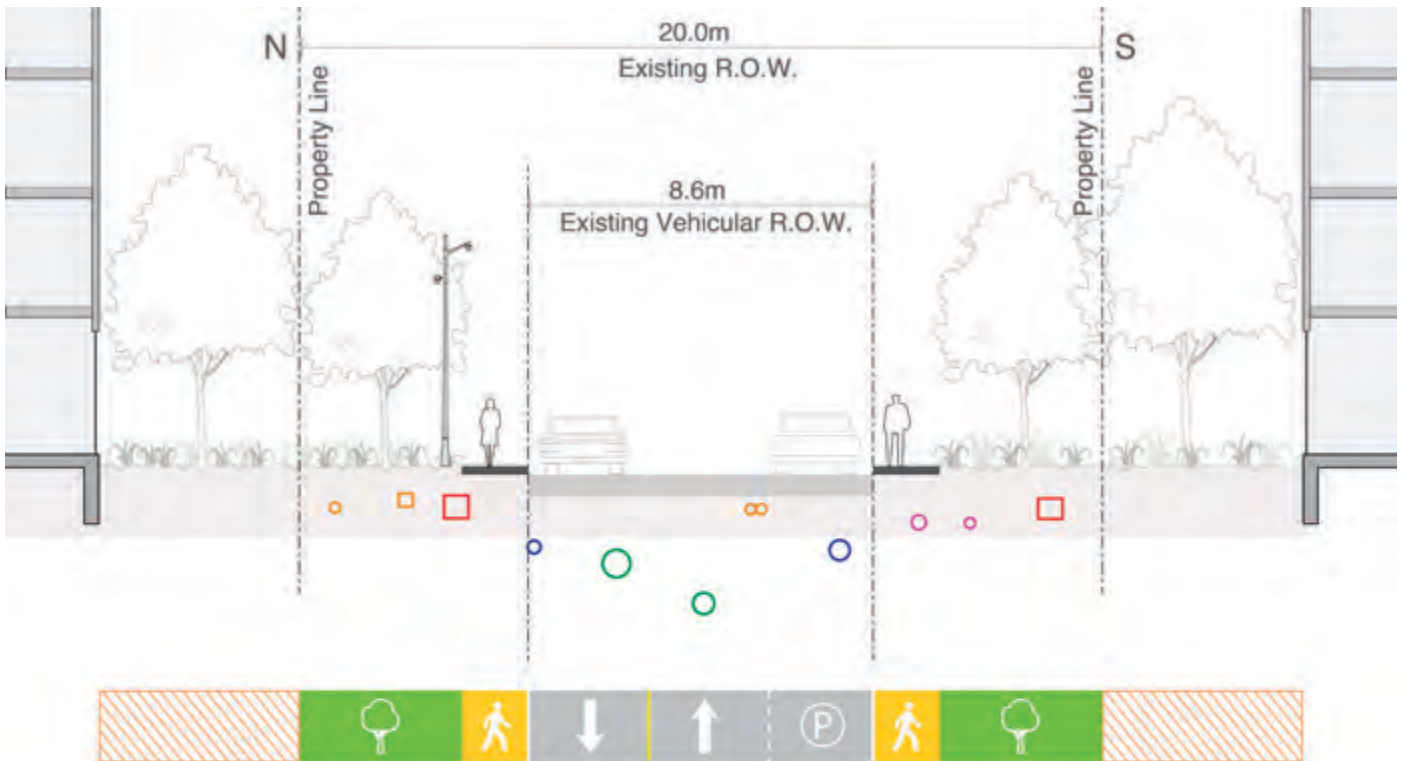 N
20.0m
S
Existing R.O.W.
Property Line
Property Line
8.6m
Existing Vehicular R.O.W.
P